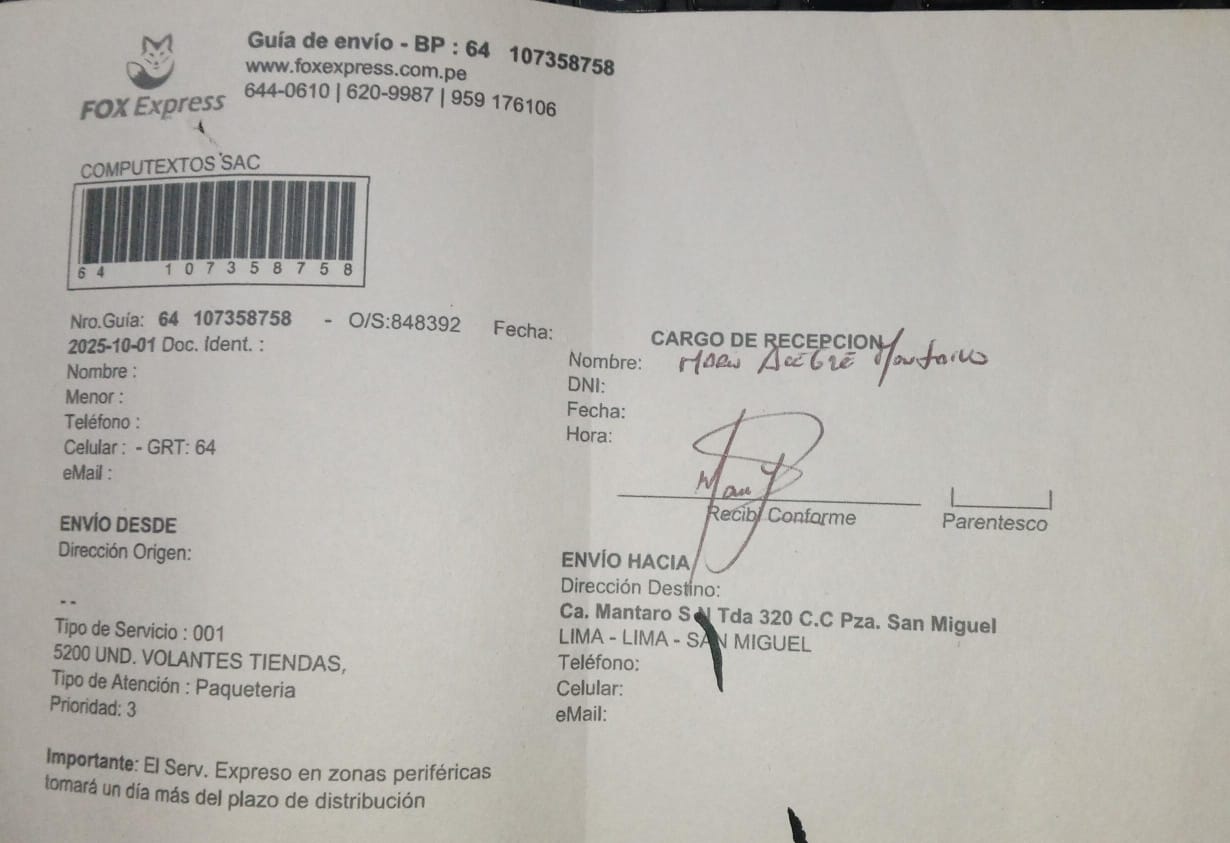 Guía de envío - BP : 64 107358758
www.foxexpress.com.pe
644-0610 | 620-9987 | 959 176106
FOX Express
COMPUTEXTOS SAC
64 107358758
Nro.Guía: 64 107358758 - O/S:848392 Fecha:
2025-10-01 Doc. Ident. :
Nombre :
Menor :
Teléfono :
Celular : - GRT: 64
eMail :
ENVÍO DESDE
Dirección Origen:
--
Tipo de Servicio : 001
5200 UND. VOLANTES TIENDAS,
Tipo de Atención : Paqueteria
Prioridad: 3
Importante: El Serv. Expreso en zonas periféricas
tomará un día más del plazo de distribución
CARGO DE RECEPCION
Nombre:
DNI:
Fecha:
Hora:
Recibí Conforme
Parentesco
ENVÍO HACIA
Dirección Destino:
Ca. Mantaro S N Tda 320 C.C Pza. San Miguel
LIMA - LIMA - SAN MIGUEL
Teléfono:
Celular:
eMail: